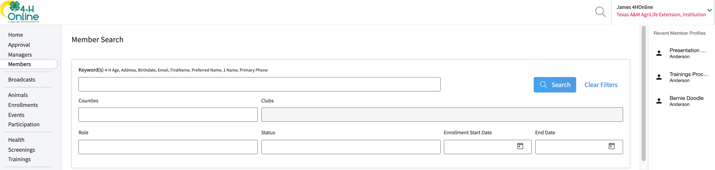 4-H
Online
James 4HOnline
Texas A&M AgriLife Extension, Institution
Home
Approval
Managers
Members
Broadcasts
Animals
Enrollments
Events
Participation
Health
Screenings
Trainings
Member Search
Keyword(s) 4-H Age, Address, Birthdate, Email, FirstName, Preferred Name, 1 Name, Primary Phone
Search
Clear Filters
Counties
Clubs
Role
Status
Enrollment Start Date
End Date
Recent Member Profiles
Presentation ...
Anderson
Trainings Proc...
Anderson
Bernie Doodle
Anderson